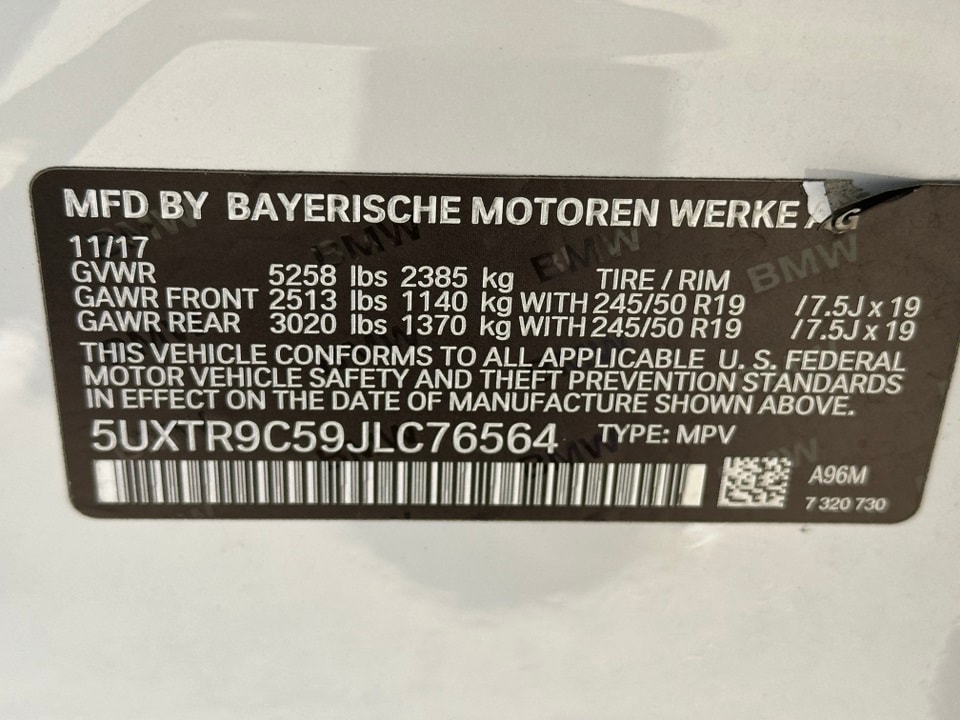 MFD BY BAYERISCHE MOTOREN WERKE AG
11/17
GVWR 5258 lbs 2385 kg TIRE / RIM
GAWR FRONT 2513 lbs 1140 kg WITH 245/50 R19 /7.5J x 19
GAWR REAR 3020 lbs 1370 kg WITH 245/50 R19 /7.5J x 19
THIS VEHICLE CONFORMS TO ALL APPLICABLE U. S. FEDERAL
MOTOR VEHICLE SAFETY AND THEFT PREVENTION STANDARDS
IN EFFECT ON THE DATE OF MANUFACTURE SHOWN ABOVE.
5UXTR9C59JLC76564 TYPE: MPV
A96M
7 320 730